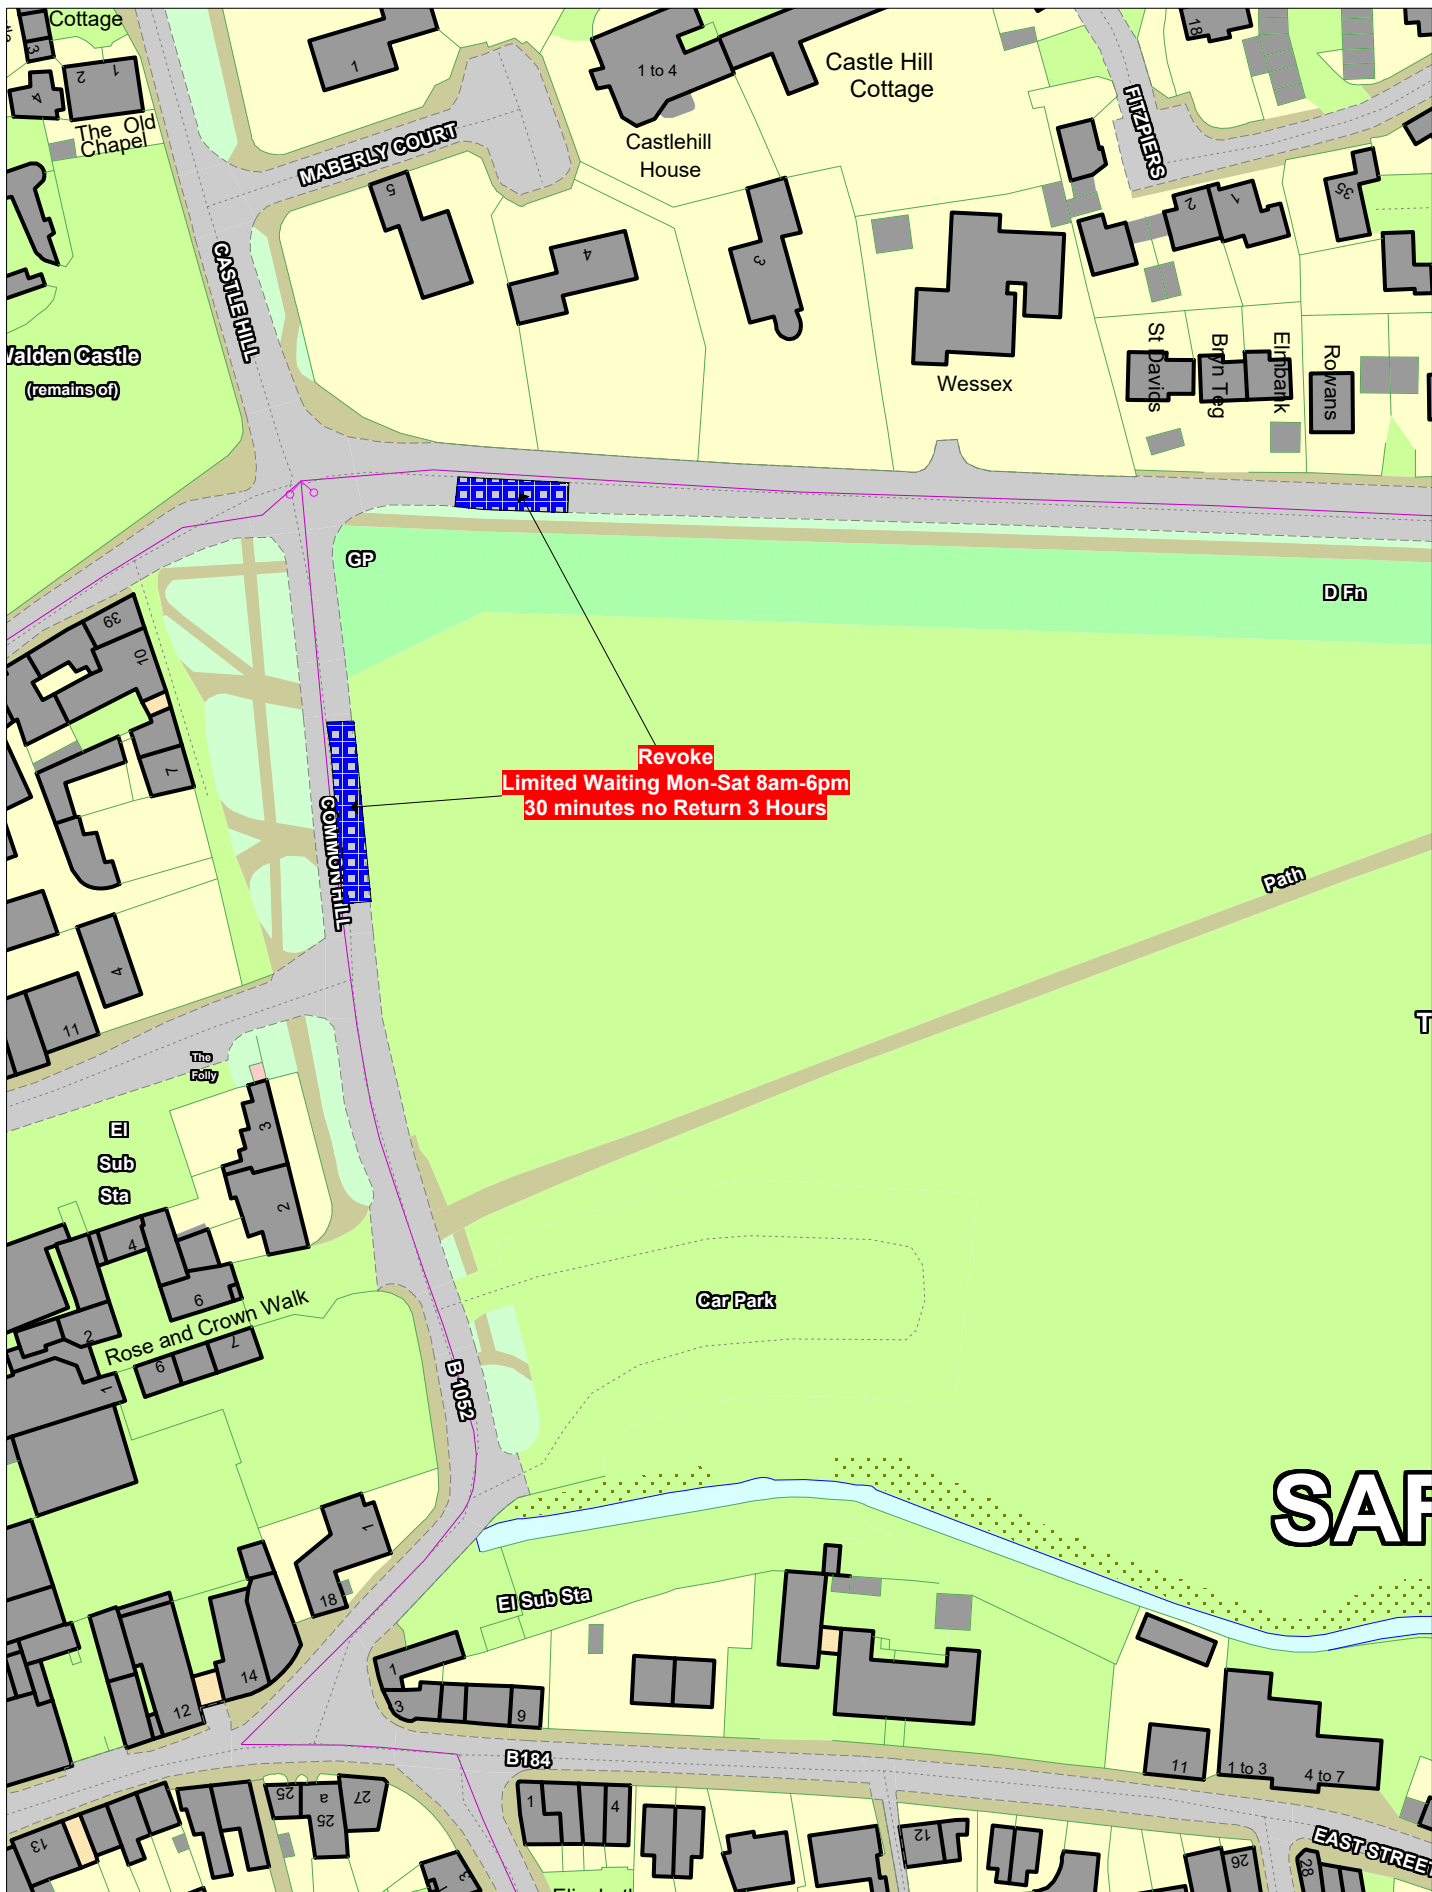 Cottage
3
2
1
4
The Old
Chapel
1
MABERLY COURT
1 to 4
Castlehill
House
Castle Hill
Cottage
FITZPIERS
18
5
4
3
2
1
35
CASTLE HILL
Walden Castle
(remains of)
Wessex
St Davids
Bryn Teg
Elmbank
Rowans
GP
D Fn
39
10
7
Revoke
Limited Waiting Mon-Sat 8am-6pm
30 minutes no Return 3 Hours
COMMON HILL
Path
4
11
T
The
Folly
3
El
Sub
Sta
2
4
6
2
Rose and Crown Walk
7
9
1
Car Park
B 1052
SAF
1
18
El Sub Sta
14
12
1
3
9
B184
11
1 to 3
4 to 7
13
25
a
25
27
1
4
12
26
28
3
EAST STREET